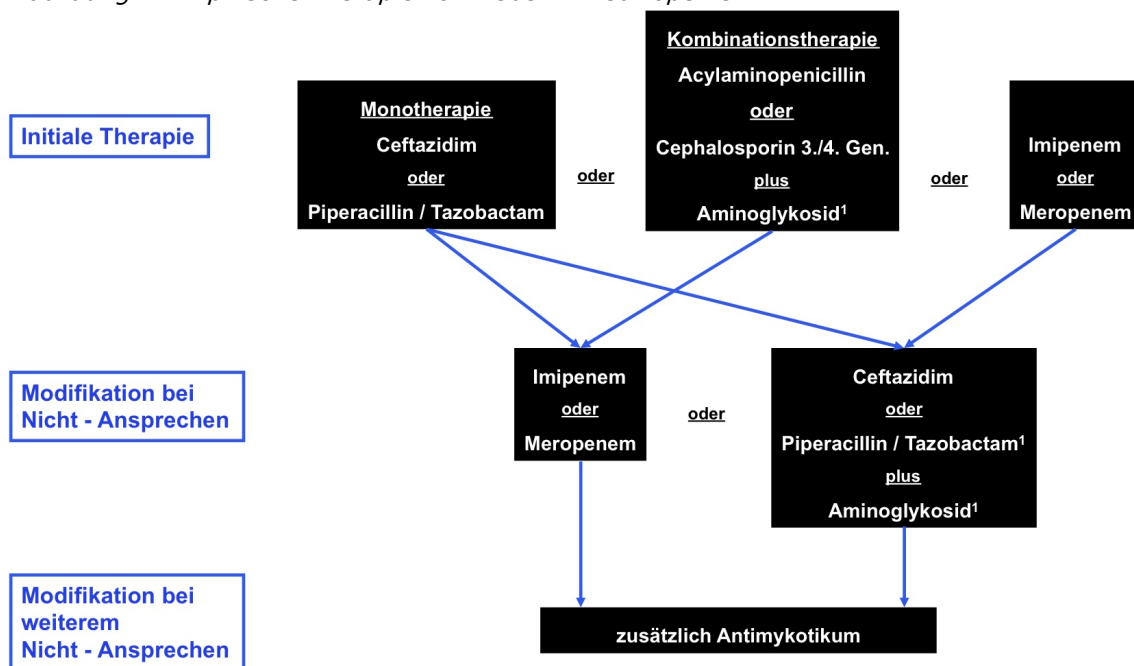 Initiale Therapie
Monotherapie
Ceftazidim
oder
Piperacillin / Tazobactam
oder
Kombinationstherapie
Acylaminopenicillin
oder
Cephalosporin 3./4. Gen.
plus
Aminoglykosid¹
oder
Imipenem
oder
Meropenem
Modifikation bei
Nicht - Ansprechen
Imipenem
oder
Meropenem
oder
Ceftazidim
oder
Piperacillin / Tazobactam¹
plus
Aminoglykosid¹
Modifikation bei
weiterem
Nicht - Ansprechen
zusätzlich Antimykotikum